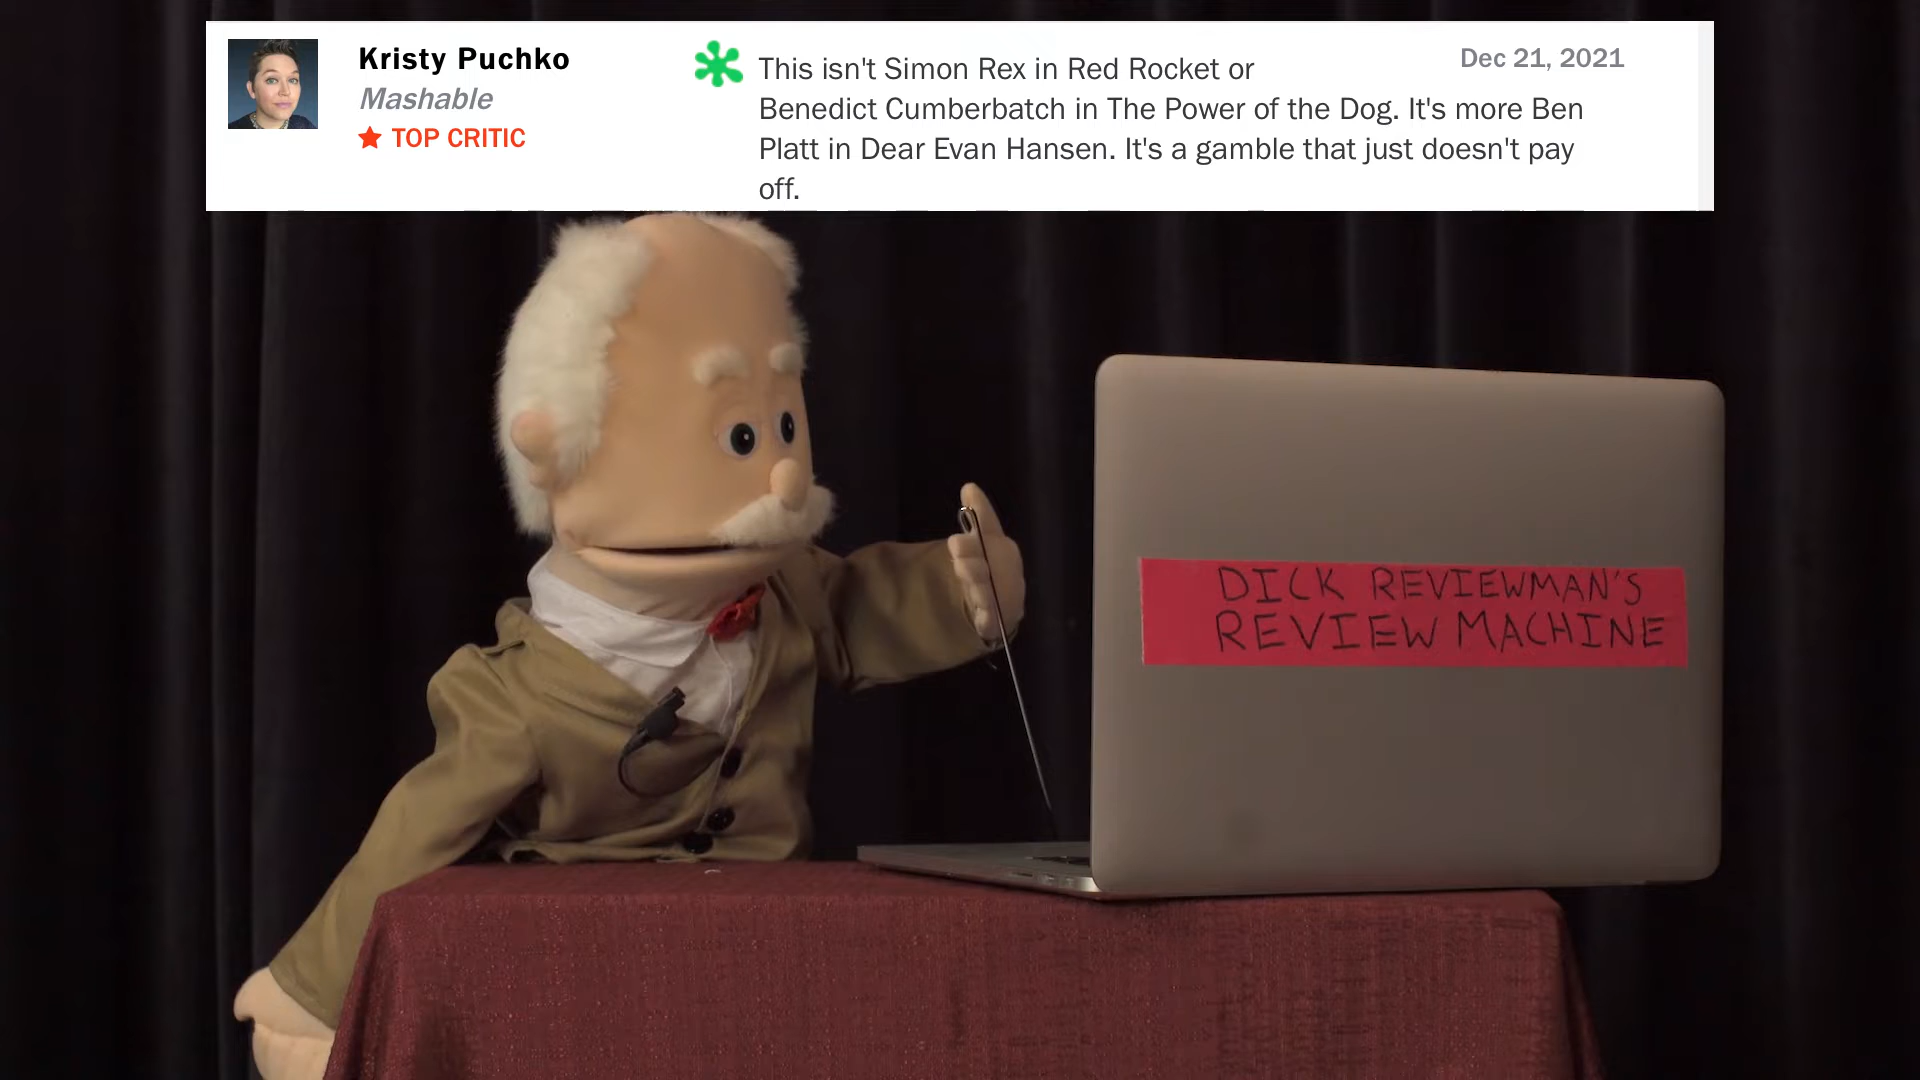 Kristy Puchko
Mashable
TOP CRITIC
This isn't Simon Rex in Red Rocket or
Benedict Cumberbatch in The Power of the Dog. It's more Ben
Platt in Dear Evan Hansen. It's a gamble that just doesn't pay
off.
Dec 21, 2021
DICK REVIEWMAN'S
REVIEW MACHINE